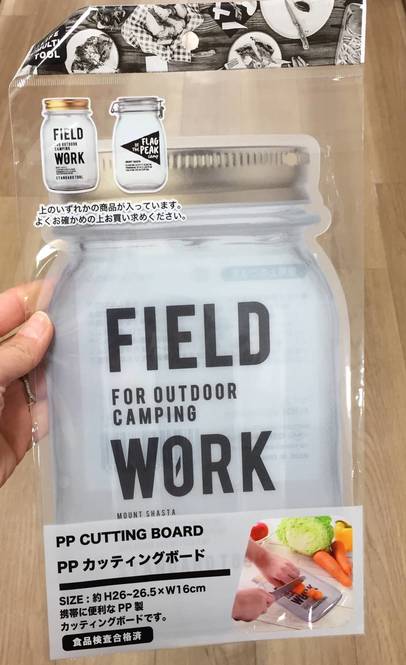 MULTI
TOOL
FIELD
FOR OUTDOOR
CAMPING
WORK
STANDARD TOOL
FLAG
PEAK
上のいずれかの商品が入っています。
よくお確かめの上お買い求めください。
FIELD
FOR OUTDOOR
CAMPING
WORK
MOUNT SHASTA
PP CUTTING BOARD
PP カッティングボード
SIZE : 約 H26~26.5×W16cm
携帯に便利な PP 製
カッティングボードです。
食品検査合格済
WORK